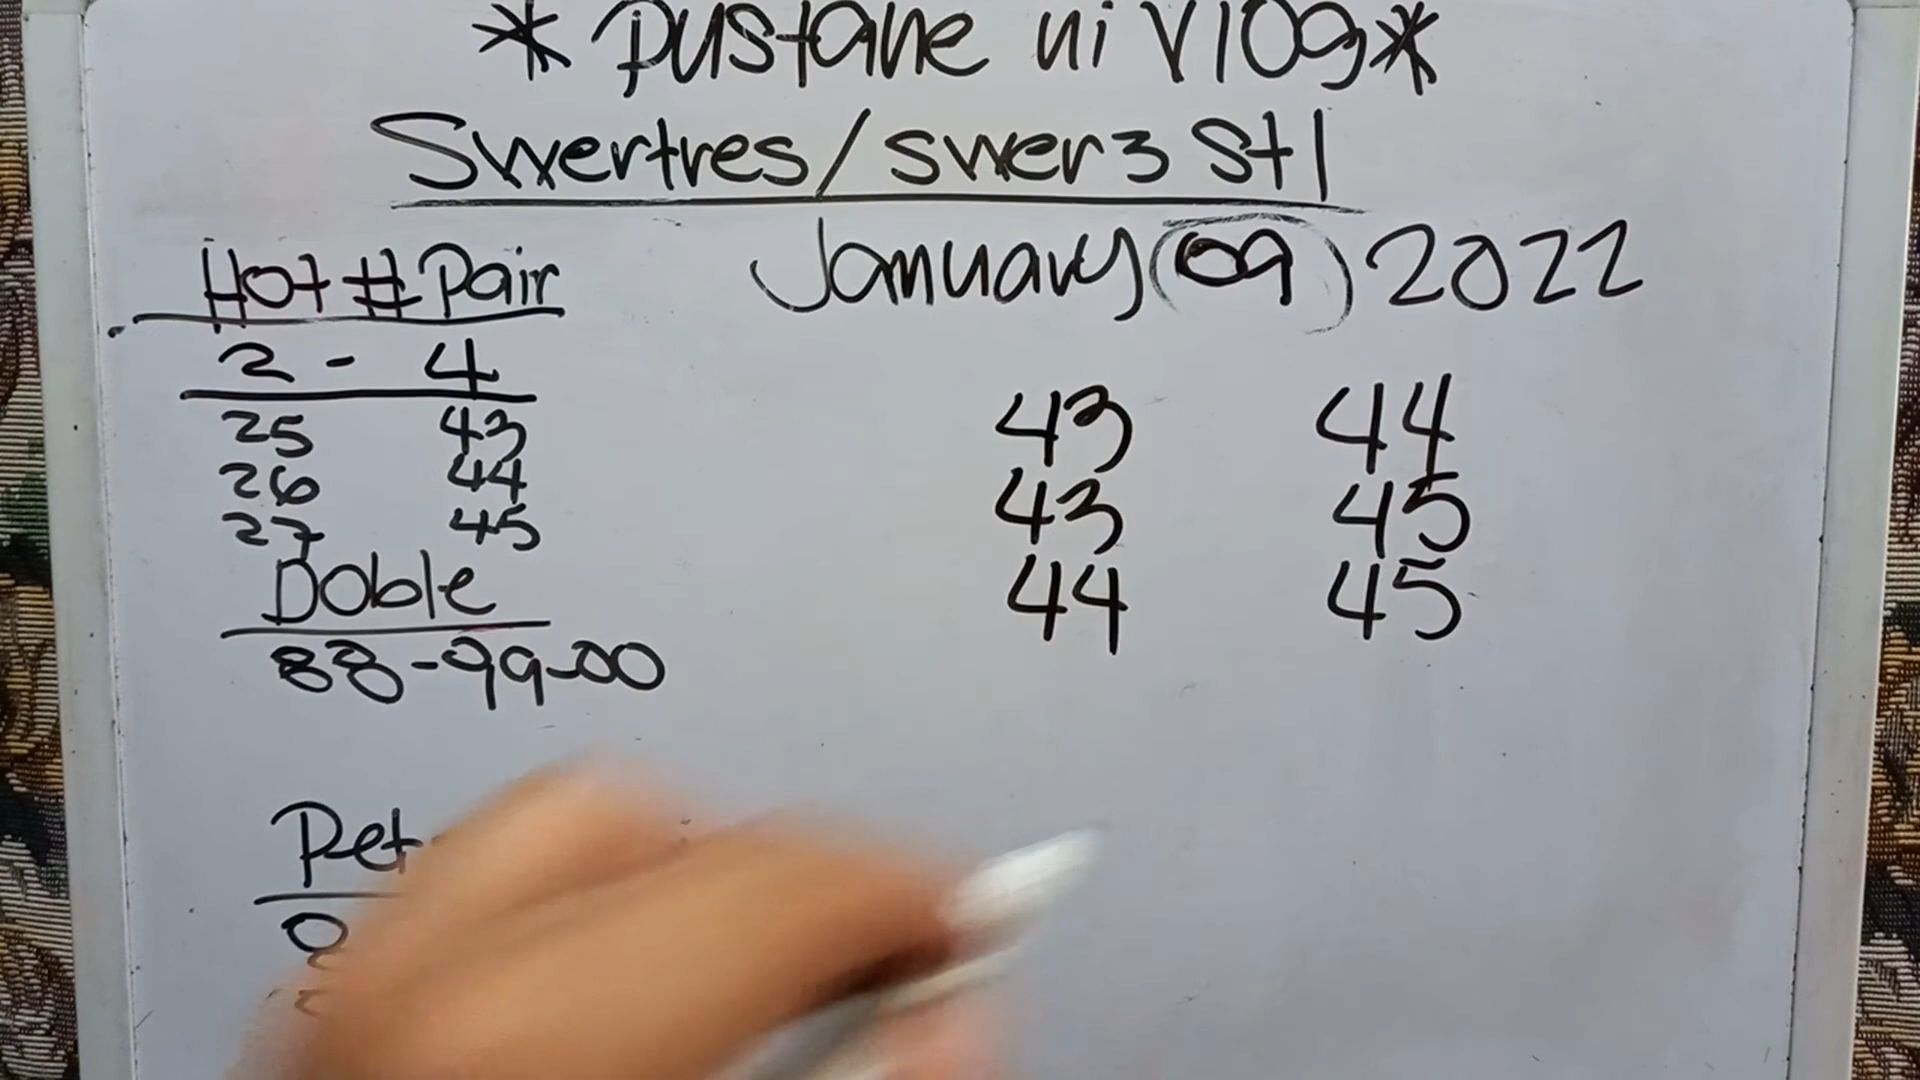 * Pustahe ni Vlog *
Swertres/swer3 Stl
January 09 2022
Hot # Pair
2 - 4
25 43
26 44
27 45
Doble
88-99-00
43 44
43 45
44 45